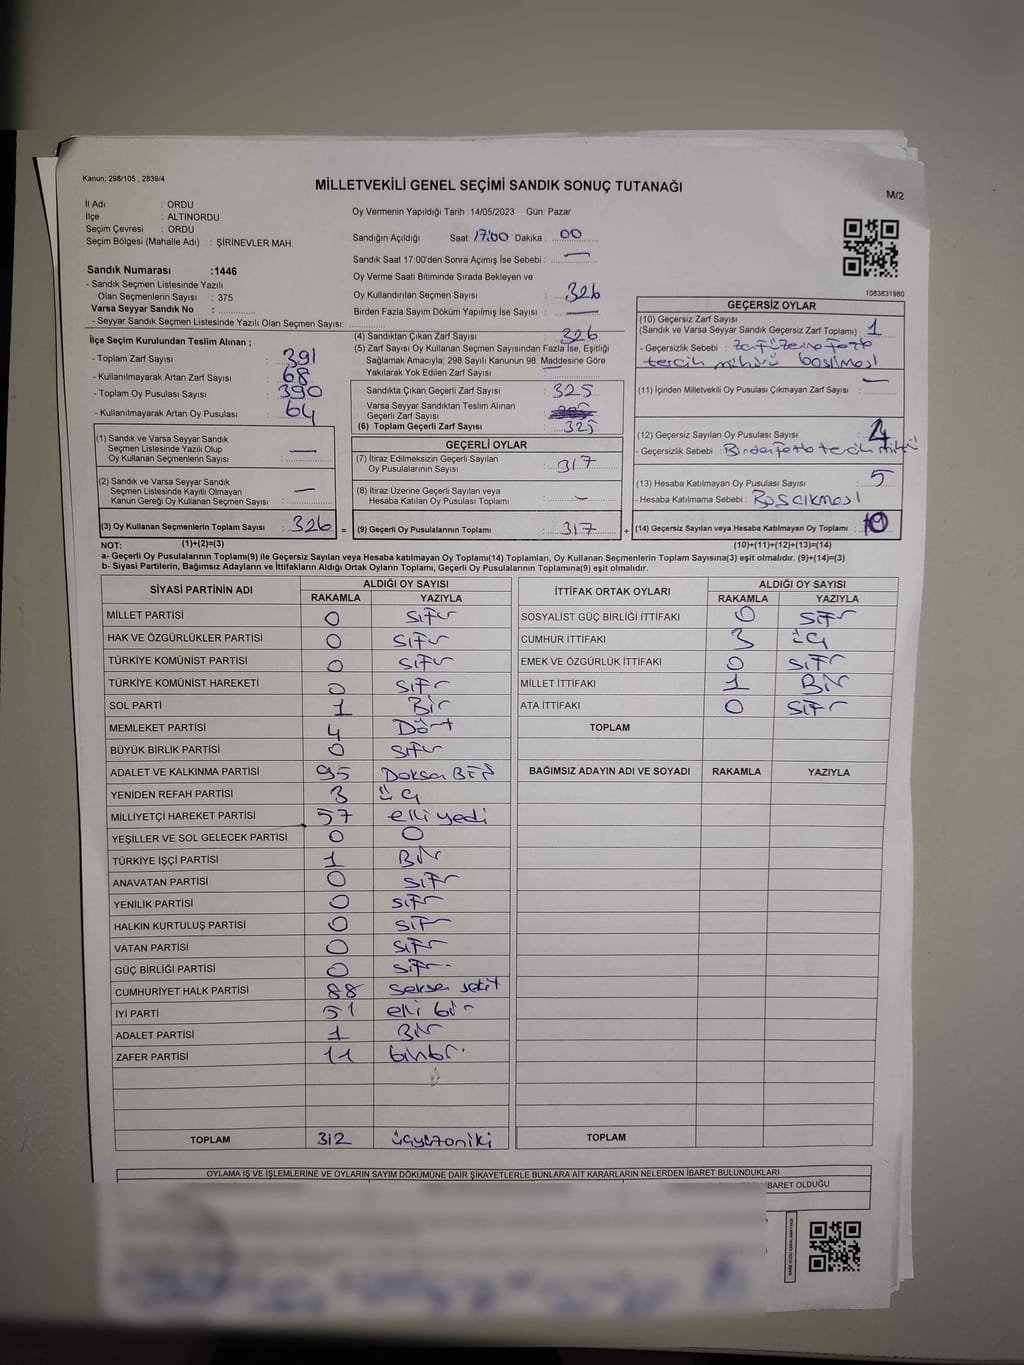 Kanun; 298/105 , 2839/4
MİLLETVEKİLİ GENEL SEÇİMİ SANDIK SONUÇ TUTANAĞI
M/2
İl Adı : ORDU
İlçe : ALTINORDU
Seçim Çevresi : ORDU
Seçim Bölgesi (Mahalle Adı) : ŞİRİNEVLER MAH.
Sandık Numarası :1446
- Sandık Seçmen Listesinde Yazılı
Olan Seçmenlerin Sayısı : 375
Varsa Seyyar Sandık No :
- Seyyar Sandık Seçmen Listesinde Yazılı Olan Seçmen Sayısı:
İlçe Seçim Kurulundan Teslim Alınan ;
- Toplam Zarf Sayısı : 391
- Kullanılmayarak Artan Zarf Sayısı : 68
- Toplam Oy Pusulası Sayısı : 390
- Kullanılmayarak Artan Oy Pusulası : 64
Oy Vermenin Yapıldığı Tarih : 14/05/2023 Gün: Pazar
Sandığın Açıldığı Saat: 17:00 Dakika : 00
Sandık Saat 17:00'den Sonra Açımış İse Sebebi : —
Oy Verme Saati Bitiminde Sırada Bekleyen ve
Oy Kullandırılan Seçmen Sayısı : 326
Birden Fazla Sayım Döküm Yapılmış İse Sayısı : —
(4) Sandıktan Çıkan Zarf Sayısı : 326
(5) Zarf Sayısı Oy Kullanan Seçmen Sayısından Fazla İse, Eşitliği
Sağlamak Amacıyla; 298 Sayılı Kanunun 98. Maddesine Göre
Yakılarak Yok Edilen Zarf Sayısı : —
Sandıkta Çıkan Geçerli Zarf Sayısı : 325
Varsa Seyyar Sandıktan Teslim Alınan
Geçerli Zarf Sayısı :
(6) Toplam Geçerli Zarf Sayısı : 325
1083831980
GEÇERSİZ OYLAR
(10) Geçersiz Zarf Sayısı
(Sandık ve Varsa Seyyar Sandık Geçersiz Zarf Toplamı) : 1
- Geçersizlik Sebebi :
tercih mührü basılması
(11) İçinden Milletvekili Oy Pusulası Çıkmayan Zarf Sayısı : —
(12) Geçersiz Sayılan Oy Pusulası Sayısı : 4
- Geçersizlik Sebebi : Birden fazla tercih mührü
(13) Hesaba Katılmayan Oy Pusulası Sayısı : 5
- Hesaba Katılmama Sebebi : Boş çıkması
(1) Sandık ve Varsa Seyyar Sandık
Seçmen Listesinde Yazılı Olup
Oy Kullanan Seçmenlerin Sayısı : —
(2) Sandık ve Varsa Seyyar Sandık
Seçmen Listesinde Kayıtlı Olmayan
Kanun Gereği Oy Kullanan Seçmen Sayısı : —
GEÇERLİ OYLAR
(7) İtiraz Edilmeksizin Geçerli Sayılan
Oy Pusulalarının Sayısı : 317
(8) İtiraz Üzerine Geçerli Sayılan veya
Hesaba Katılan Oy Pusulası Toplamı : -
(3) Oy Kullanan Seçmenlerin Toplam Sayısı : 326 = (9) Geçerli Oy Pusulalarının Toplamı : 317 + (14) Geçersiz Sayılan veya Hesaba Katılmayan Oy Toplamı : 10
NOT: (1)+(2)=(3) (10)+(11)+(12)+(13)=(14)
a- Geçerli Oy Pusulalarının Toplamı(9) ile Geçersiz Sayılan veya Hesaba katılmayan Oy Toplamı(14) Toplamları, Oy Kullanan Seçmenlerin Toplam Sayısına(3) eşit olmalıdır. (9)+(14)=(3)
b- Siyasi Partilerin, Bağımsız Adayların ve İttifakların Aldığı Ortak Oyların Toplamı, Geçerli Oy Pusulalarının Toplamına(9) eşit olmalıdır.
SİYASİ PARTİNİN ADI ALDIĞI OY SAYISI
RAKAMLA YAZIYLA
MİLLET PARTİSİ 0 sıfır
HAK VE ÖZGÜRLÜKLER PARTİSİ 0 sıfır
TÜRKİYE KOMÜNİST PARTİSİ 0 sıfır
TÜRKİYE KOMÜNİST HAREKETİ 0 sıfır
SOL PARTİ 1 Bir
MEMLEKET PARTİSİ 4 Dört
BÜYÜK BİRLİK PARTİSİ 0 sıfır
ADALET VE KALKINMA PARTİSİ 95 Doksan BEŞ
YENİDEN REFAH PARTİSİ 3 üç
MİLLİYETÇİ HAREKET PARTİSİ 57 elli yedi
YEŞİLLER VE SOL GELECEK PARTİSİ 0 0
TÜRKİYE İŞÇİ PARTİSİ 1 Bir
ANAVATAN PARTİSİ 0 sıfır
YENİLİK PARTİSİ 0 sıfır
HALKIN KURTULUŞ PARTİSİ 0 sıfır
VATAN PARTİSİ 0 sıfır
GÜÇ BİRLİĞİ PARTİSİ 0 sıfır
CUMHURİYET HALK PARTİSİ 88 seksen sekiz
İYİ PARTİ 51 elli bir
ADALET PARTİSİ 1 Bir
ZAFER PARTİSİ 11
TOPLAM 312 üçyüzoniki
İTTİFAK ORTAK OYLARI ALDIĞI OY SAYISI
RAKAMLA YAZIYLA
SOSYALİST GÜÇ BİRLİĞİ İTTİFAKI 0 sıfır
CUMHUR İTTİFAKI 3 üç
EMEK VE ÖZGÜRLÜK İTTİFAKI 0 sıfır
MİLLET İTTİFAKI 1 Bir
ATA İTTİFAKI 0 sıfır
TOPLAM
BAĞIMSIZ ADAYIN ADI VE SOYADI RAKAMLA YAZIYLA
TOPLAM
OYLAMA İŞ VE İŞLEMLERİNE VE OYLARIN SAYIM DÖKÜMÜNE DAİR ŞİKAYETLERLE BUNLARA AİT KARARLARIN NELERDEN İBARET BULUNDUKLARI
İBARET OLDUĞU